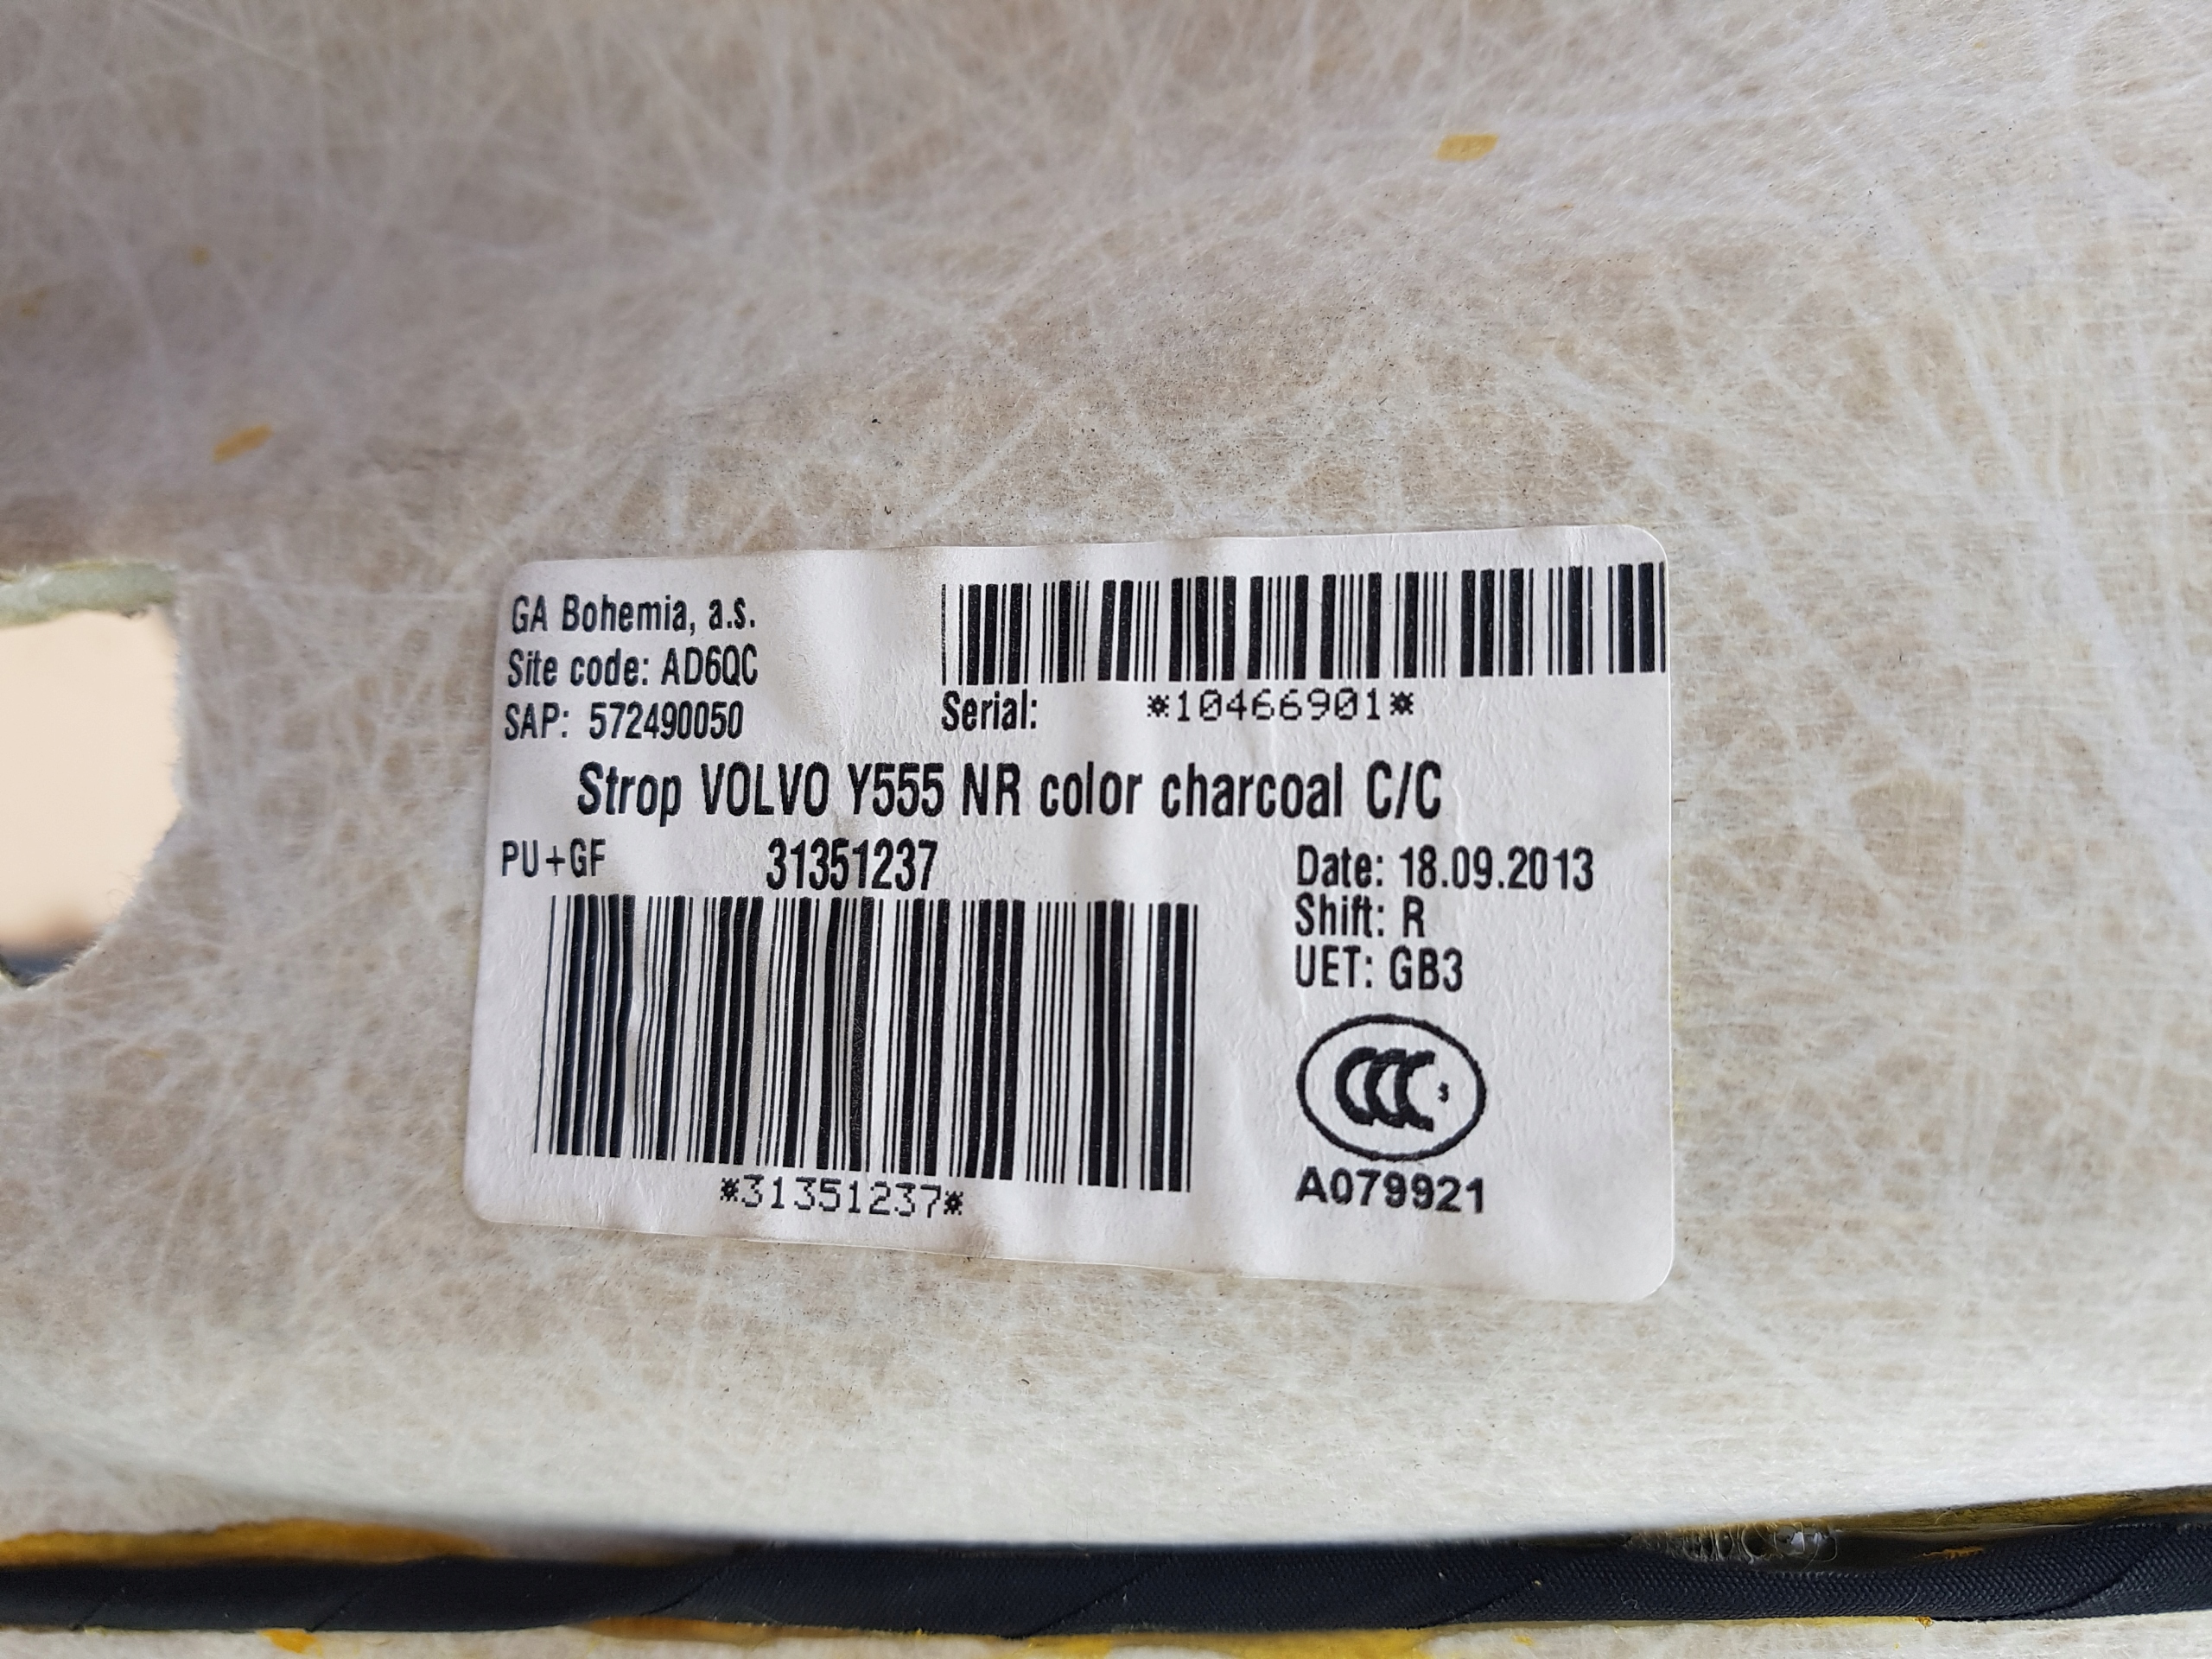 GA Bohemia, a.s.
Site code: AD6QC
SAP: 572490050
Serial: *10466901*
Strop VOLVO Y555 NR color charcoal C/C
PU+GF 31351237
Date: 18.09.2013
Shift: R
UET: GB3
*31351237*
CCC S
A079921